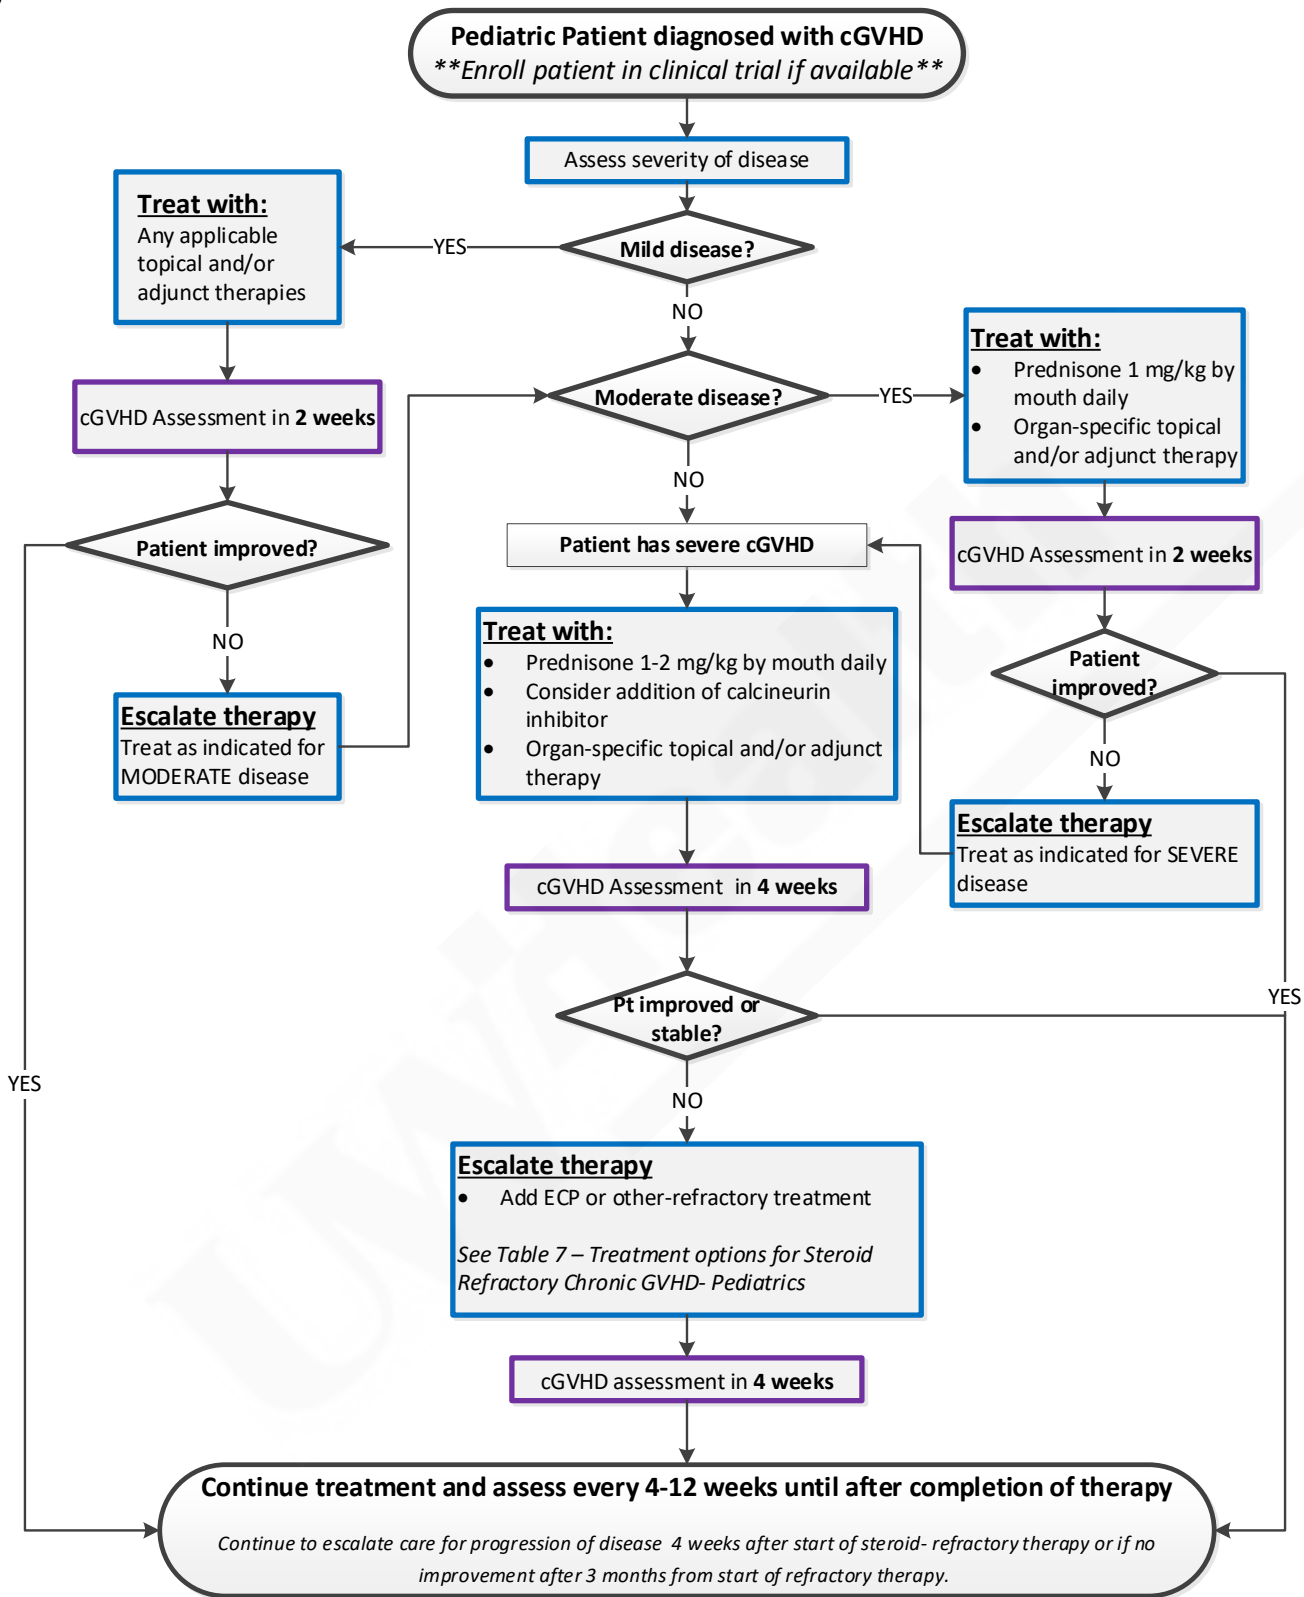 Pediatric Patient diagnosed with cGVHD
**Enroll patient in clinical trial if available**
Assess severity of disease
Mild disease?
YES
Treat with:
Any applicable
topical and/or
adjunct therapies
NO
cGVHD Assessment in 2 weeks
Patient improved?
NO
Escalate therapy
Treat as indicated for
MODERATE disease
YES
Moderate disease?
YES
Treat with:
• Prednisone 1 mg/kg by
mouth daily
• Organ-specific topical
and/or adjunct therapy
cGVHD Assessment in 2 weeks
Patient
improved?
NO
Escalate therapy
Treat as indicated for SEVERE
disease
YES
NO
Patient has severe cGVHD
Treat with:
• Prednisone 1-2 mg/kg by mouth daily
• Consider addition of calcineurin
inhibitor
• Organ-specific topical and/or adjunct
therapy
cGVHD Assessment in 4 weeks
Pt improved or
stable?
NO
Escalate therapy
• Add ECP or other-refractory treatment
See Table 7 – Treatment options for Steroid
Refractory Chronic GVHD- Pediatrics
cGVHD assessment in 4 weeks
Continue treatment and assess every 4-12 weeks until after completion of therapy
Continue to escalate care for progression of disease 4 weeks after start of steroid- refractory therapy or if no
improvement after 3 months from start of refractory therapy.
UWHealth